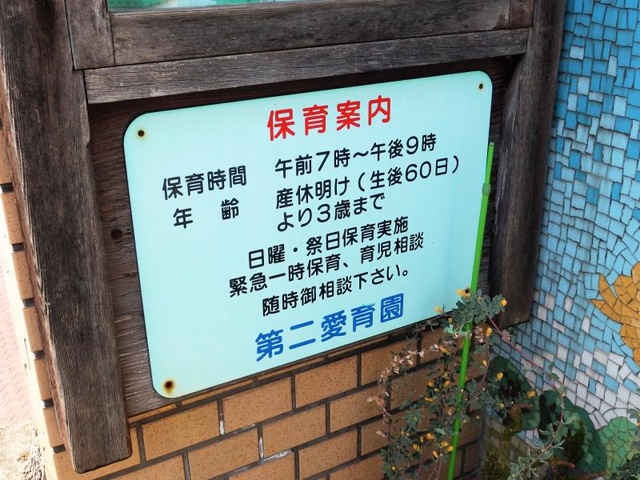 保育案内
保育時間 午前7時～午後9時
年齢 産休明け(生後60日)
より3歳まで
日曜・祭日保育実施
緊急一時保育、育児相談
随時御相談下さい。
第二愛育園